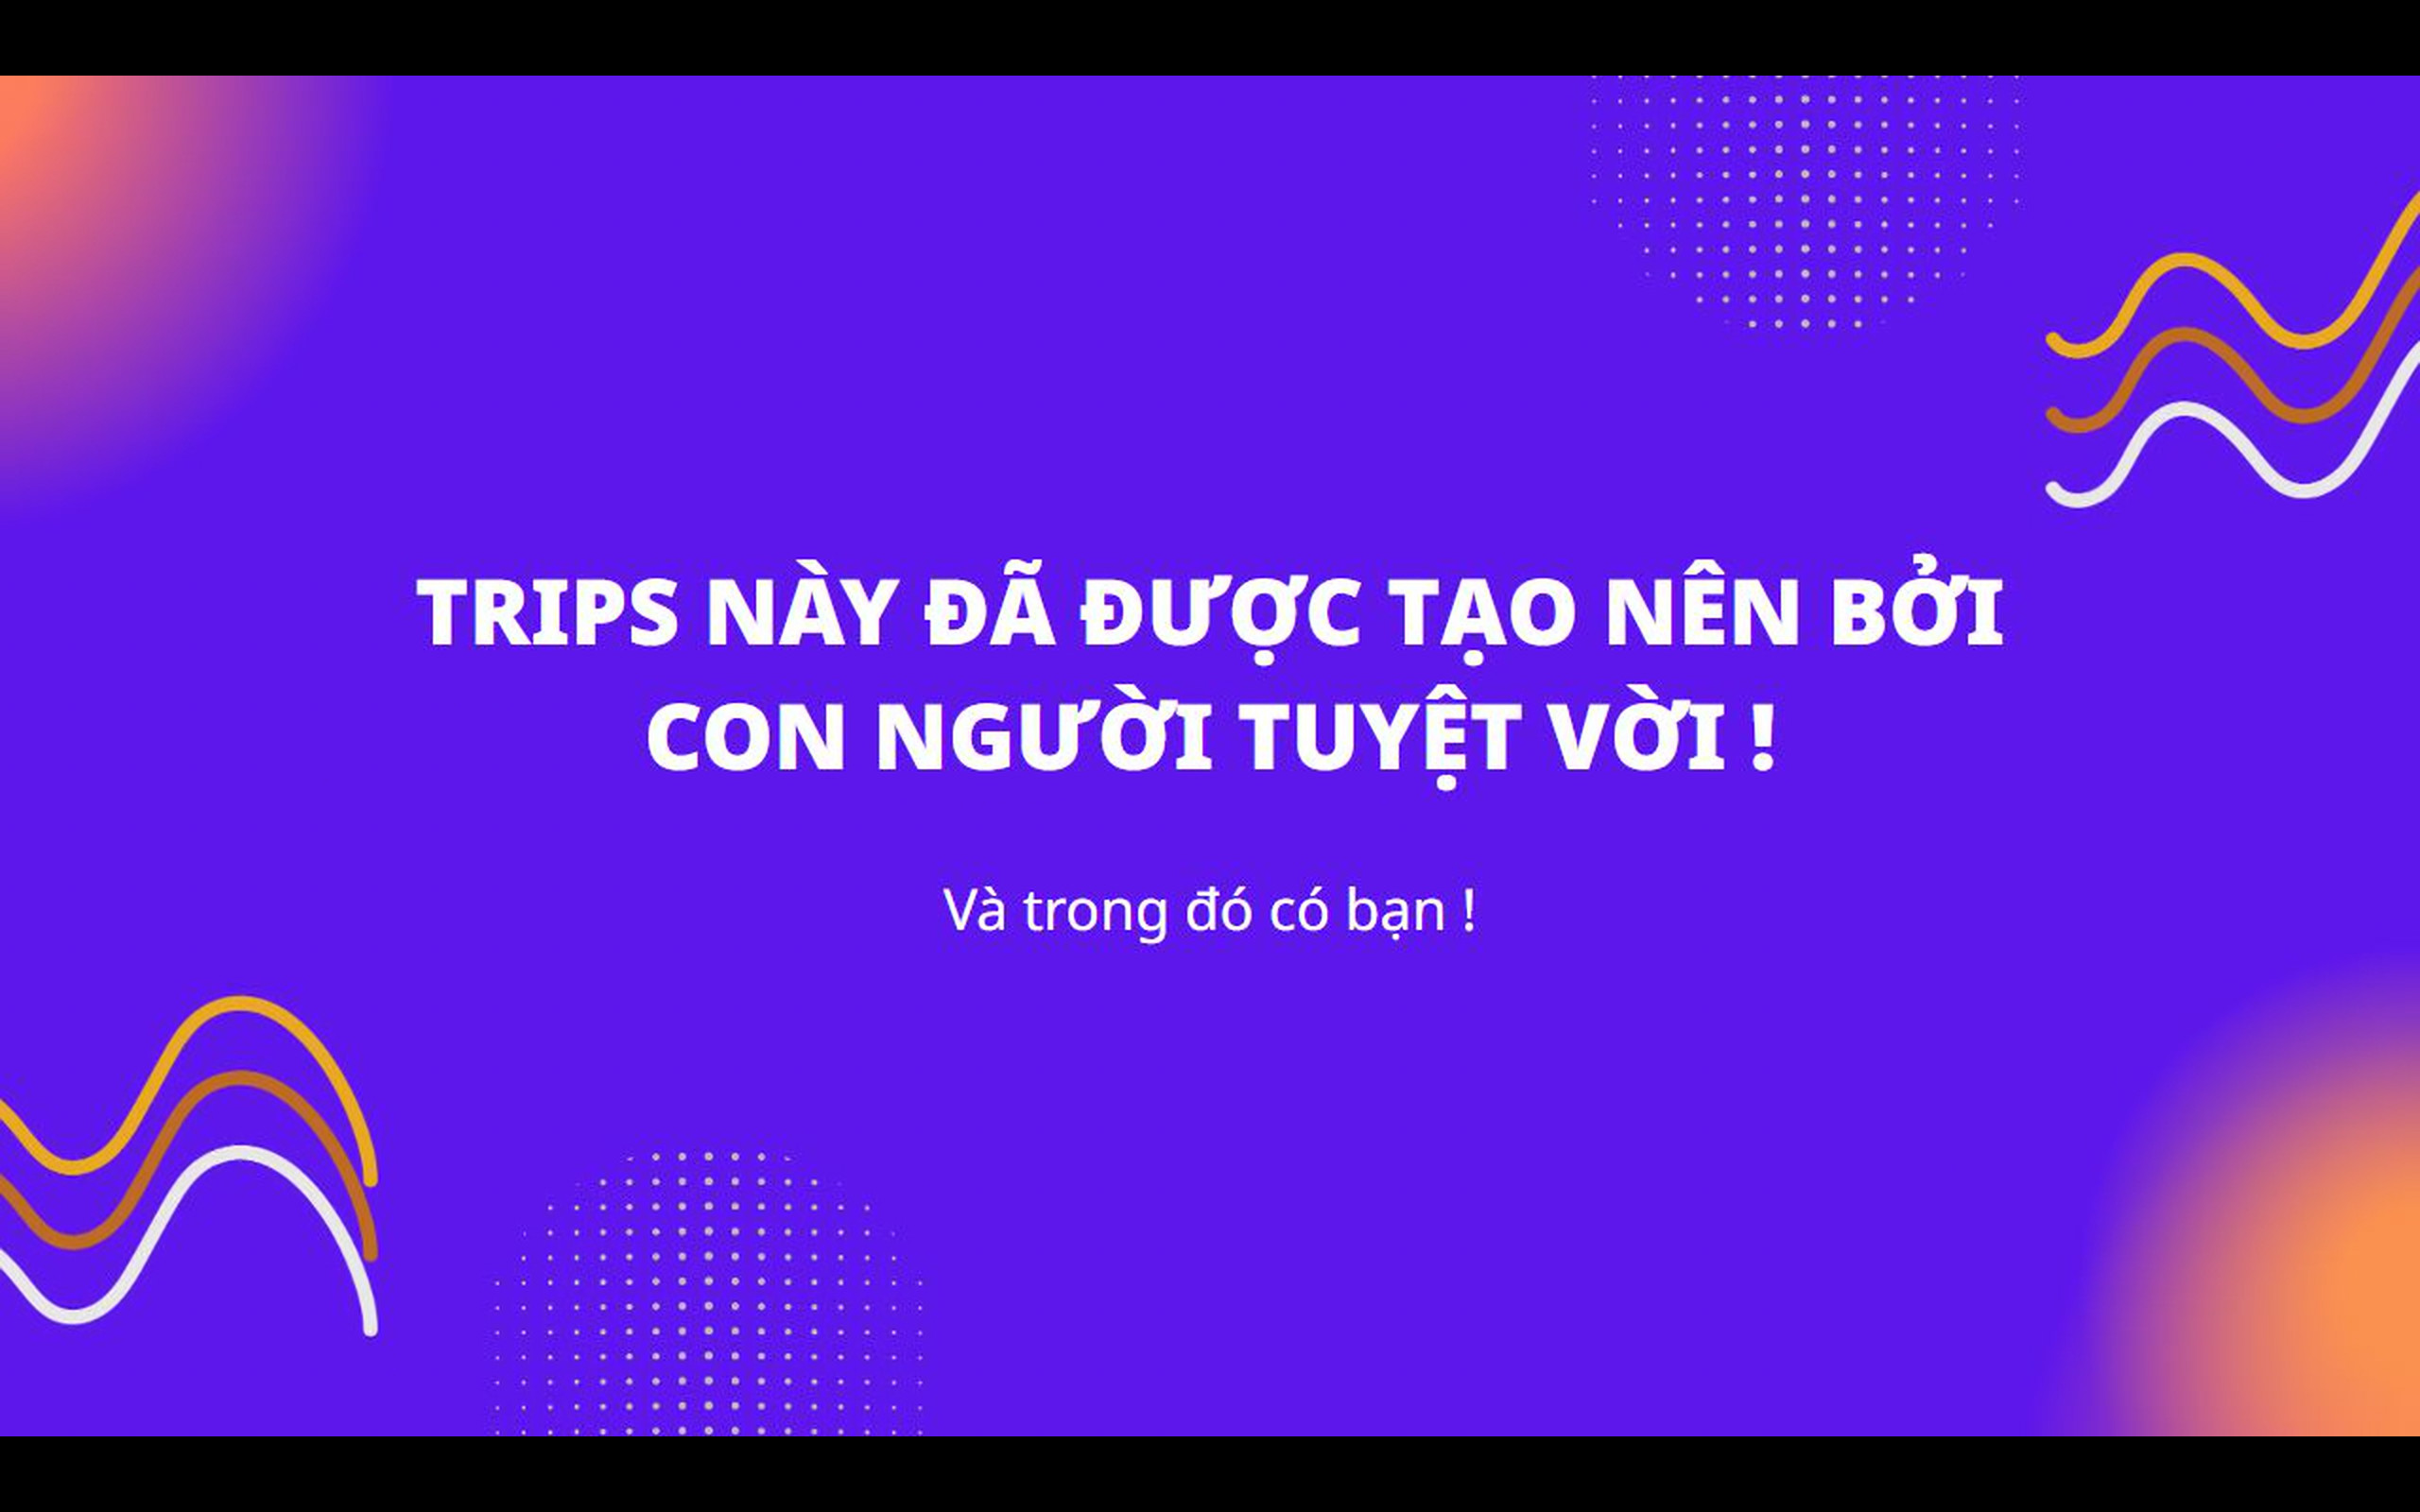 TRIPS NÀY ĐÃ ĐƯỢC TẠO NÊN BỞI
CON NGƯỜI TUYỆT VỜI !
Và trong đó có bạn !